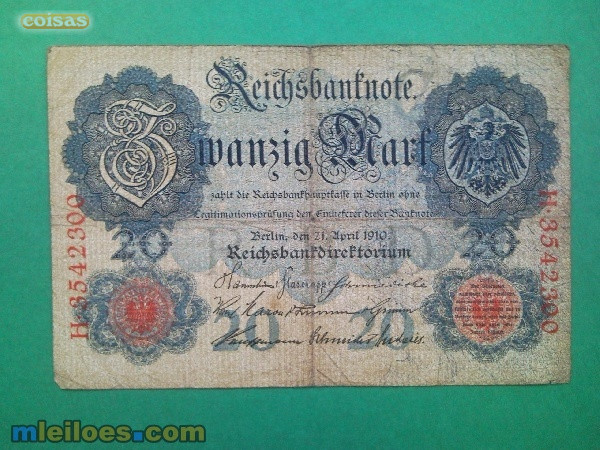 coisas
Reichsbanknote.
Zwanzig Mark
zahlt die Reichsbankhauptkasse in Berlin ohne
Legitimationsprüfung dem Einlieferer dieser Banknote
Berlin, den 21. April 1910.
Reichsbankdirektorium
20 20
H·3542300
H·3542300
20 20
mleiloes.com